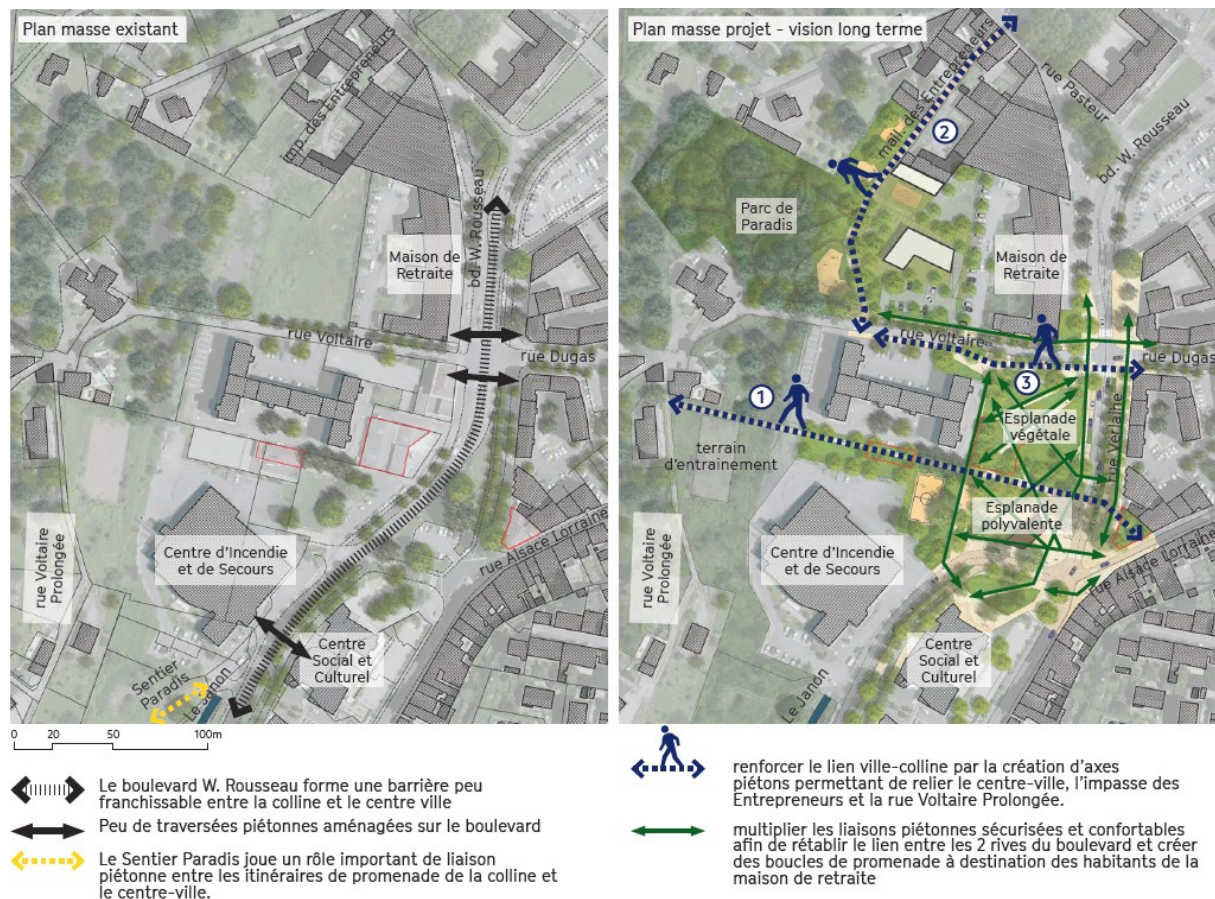 Plan masse existant
imp. des Entrepreneurs
bd. W. Rousseau
Maison de
Retraite
rue Voltaire
rue Dugas
rue Voltaire
Prolongée
Centre d'Incendie
et de Secours
rue Alsace Lorraine
Centre
Social et
Culturel
Sentier
Paradis
Le Janon
0 20 50 100m
Le boulevard W. Rousseau forme une barrière peu
franchissable entre la colline et le centre ville
Peu de traversées piétonnes aménagées sur le boulevard
Le Sentier Paradis joue un rôle important de liaison
piétonne entre les itinéraires de promenade de la colline et
le centre-ville.
Plan masse projet - vision long terme
mail. des Entrepreneurs
2
rue Pasteur
bd. W. Rousseau
Parc de
Paradis
Maison de
Retraite
rue Voltaire
rue Dugas
1
3
Esplanade
végétale
rue Verlaine
terrain
d'entrainement
Esplanade
polyvalente
rue Voltaire
Prolongée
Centre d'Incendie
et de Secours
rue Alsace Lorraine
Centre
Social et
Culturel
Le Janon
renforcer le lien ville-colline par la création d'axes
piétons permettant de relier le centre-ville, l'impasse des
Entrepreneurs et la rue Voltaire Prolongée.
multiplier les liaisons piétonnes sécurisées et confortables
afin de rétablir le lien entre les 2 rives du boulevard et créer
des boucles de promenade à destination des habitants de la
maison de retraite